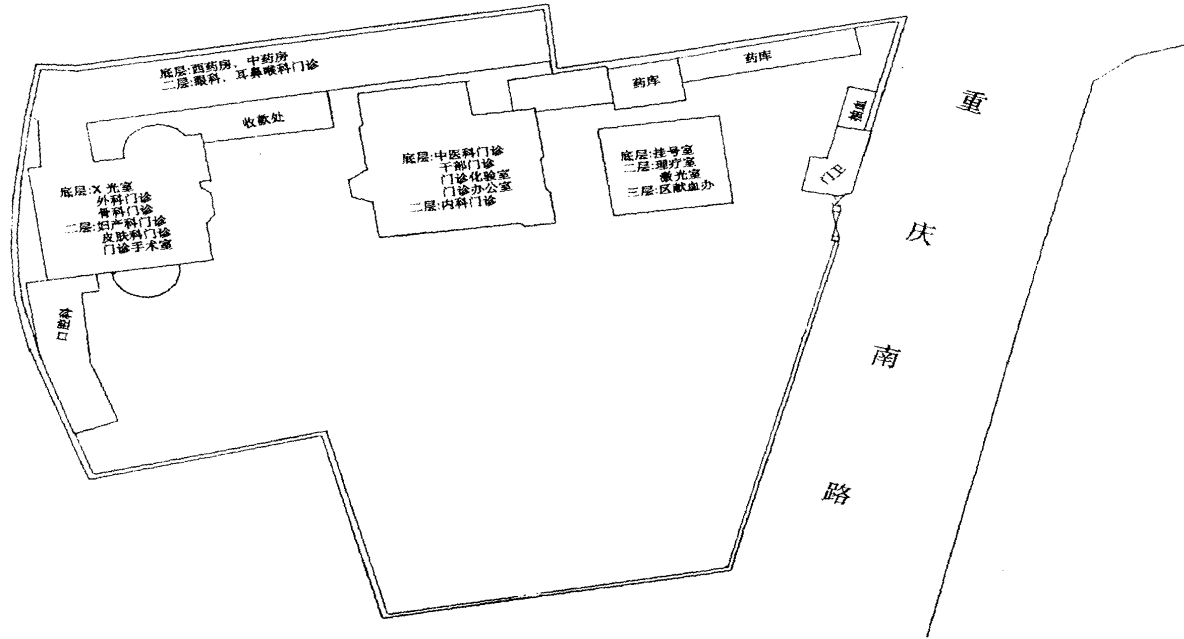 底层:西药房、中药房
二层:眼科、耳鼻喉科门诊
收款处
底层:X光室
外科门诊
骨科门诊
二层:妇产科门诊
皮肤科门诊
门诊手术室
口腔科
底层:中医科门诊
干部门诊
门诊化验室
门诊办公室
二层:内科门诊
药库
药库
底层:挂号室
二层:理疗室
激光室
三层:区献血办
门卫
重庆南路